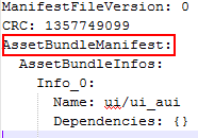 ManifestFileVersion: 0
CRC: 1357749099
AssetBundleManifest:
AssetBundleInfos:
Info_0:
Name: ui/ui_aui
Dependencies: {}